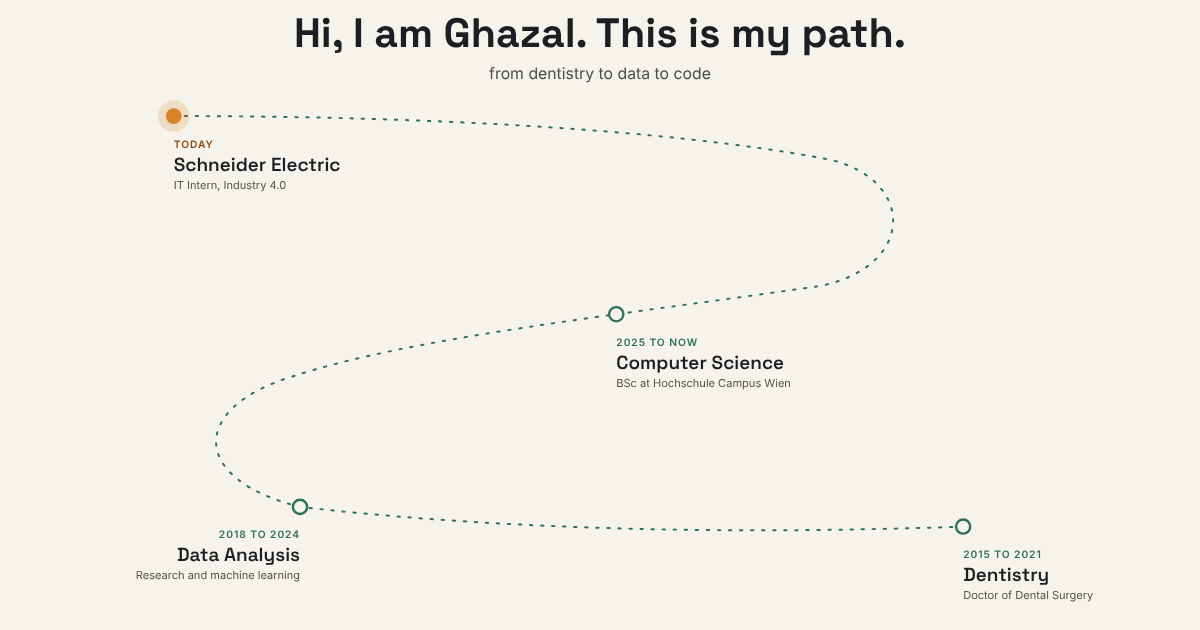 Hi, I am Ghazal. This is my path.
from dentistry to data to code
TODAY
Schneider Electric
IT Intern, Industry 4.0
2025 TO NOW
Computer Science
BSc at Hochschule Campus Wien
2018 TO 2024
Data Analysis
Research and machine learning
2015 TO 2021
Dentistry
Doctor of Dental Surgery